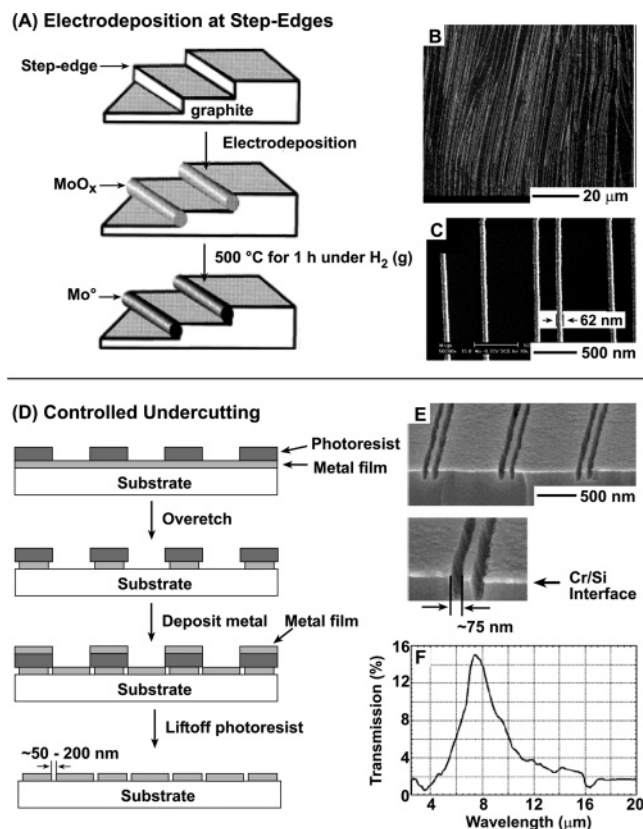 (A) Electrodeposition at Step-Edges
Step-edge
graphite
Electrodeposition
MoOx
500 °C for 1 h under H2 (g)
Mo°
B
20 μm
C
62 nm
500 nm
(D) Controlled Undercutting
Photoresist
Metal film
Substrate
Overetch
Substrate
Deposit metal
Metal film
Substrate
Liftoff photoresist
~50 - 200 nm
Substrate
E
500 nm
Cr/Si
Interface
~75 nm
F
Transmission (%)
16
12
8
4
0
4 8 12 16 20
Wavelength (μm)